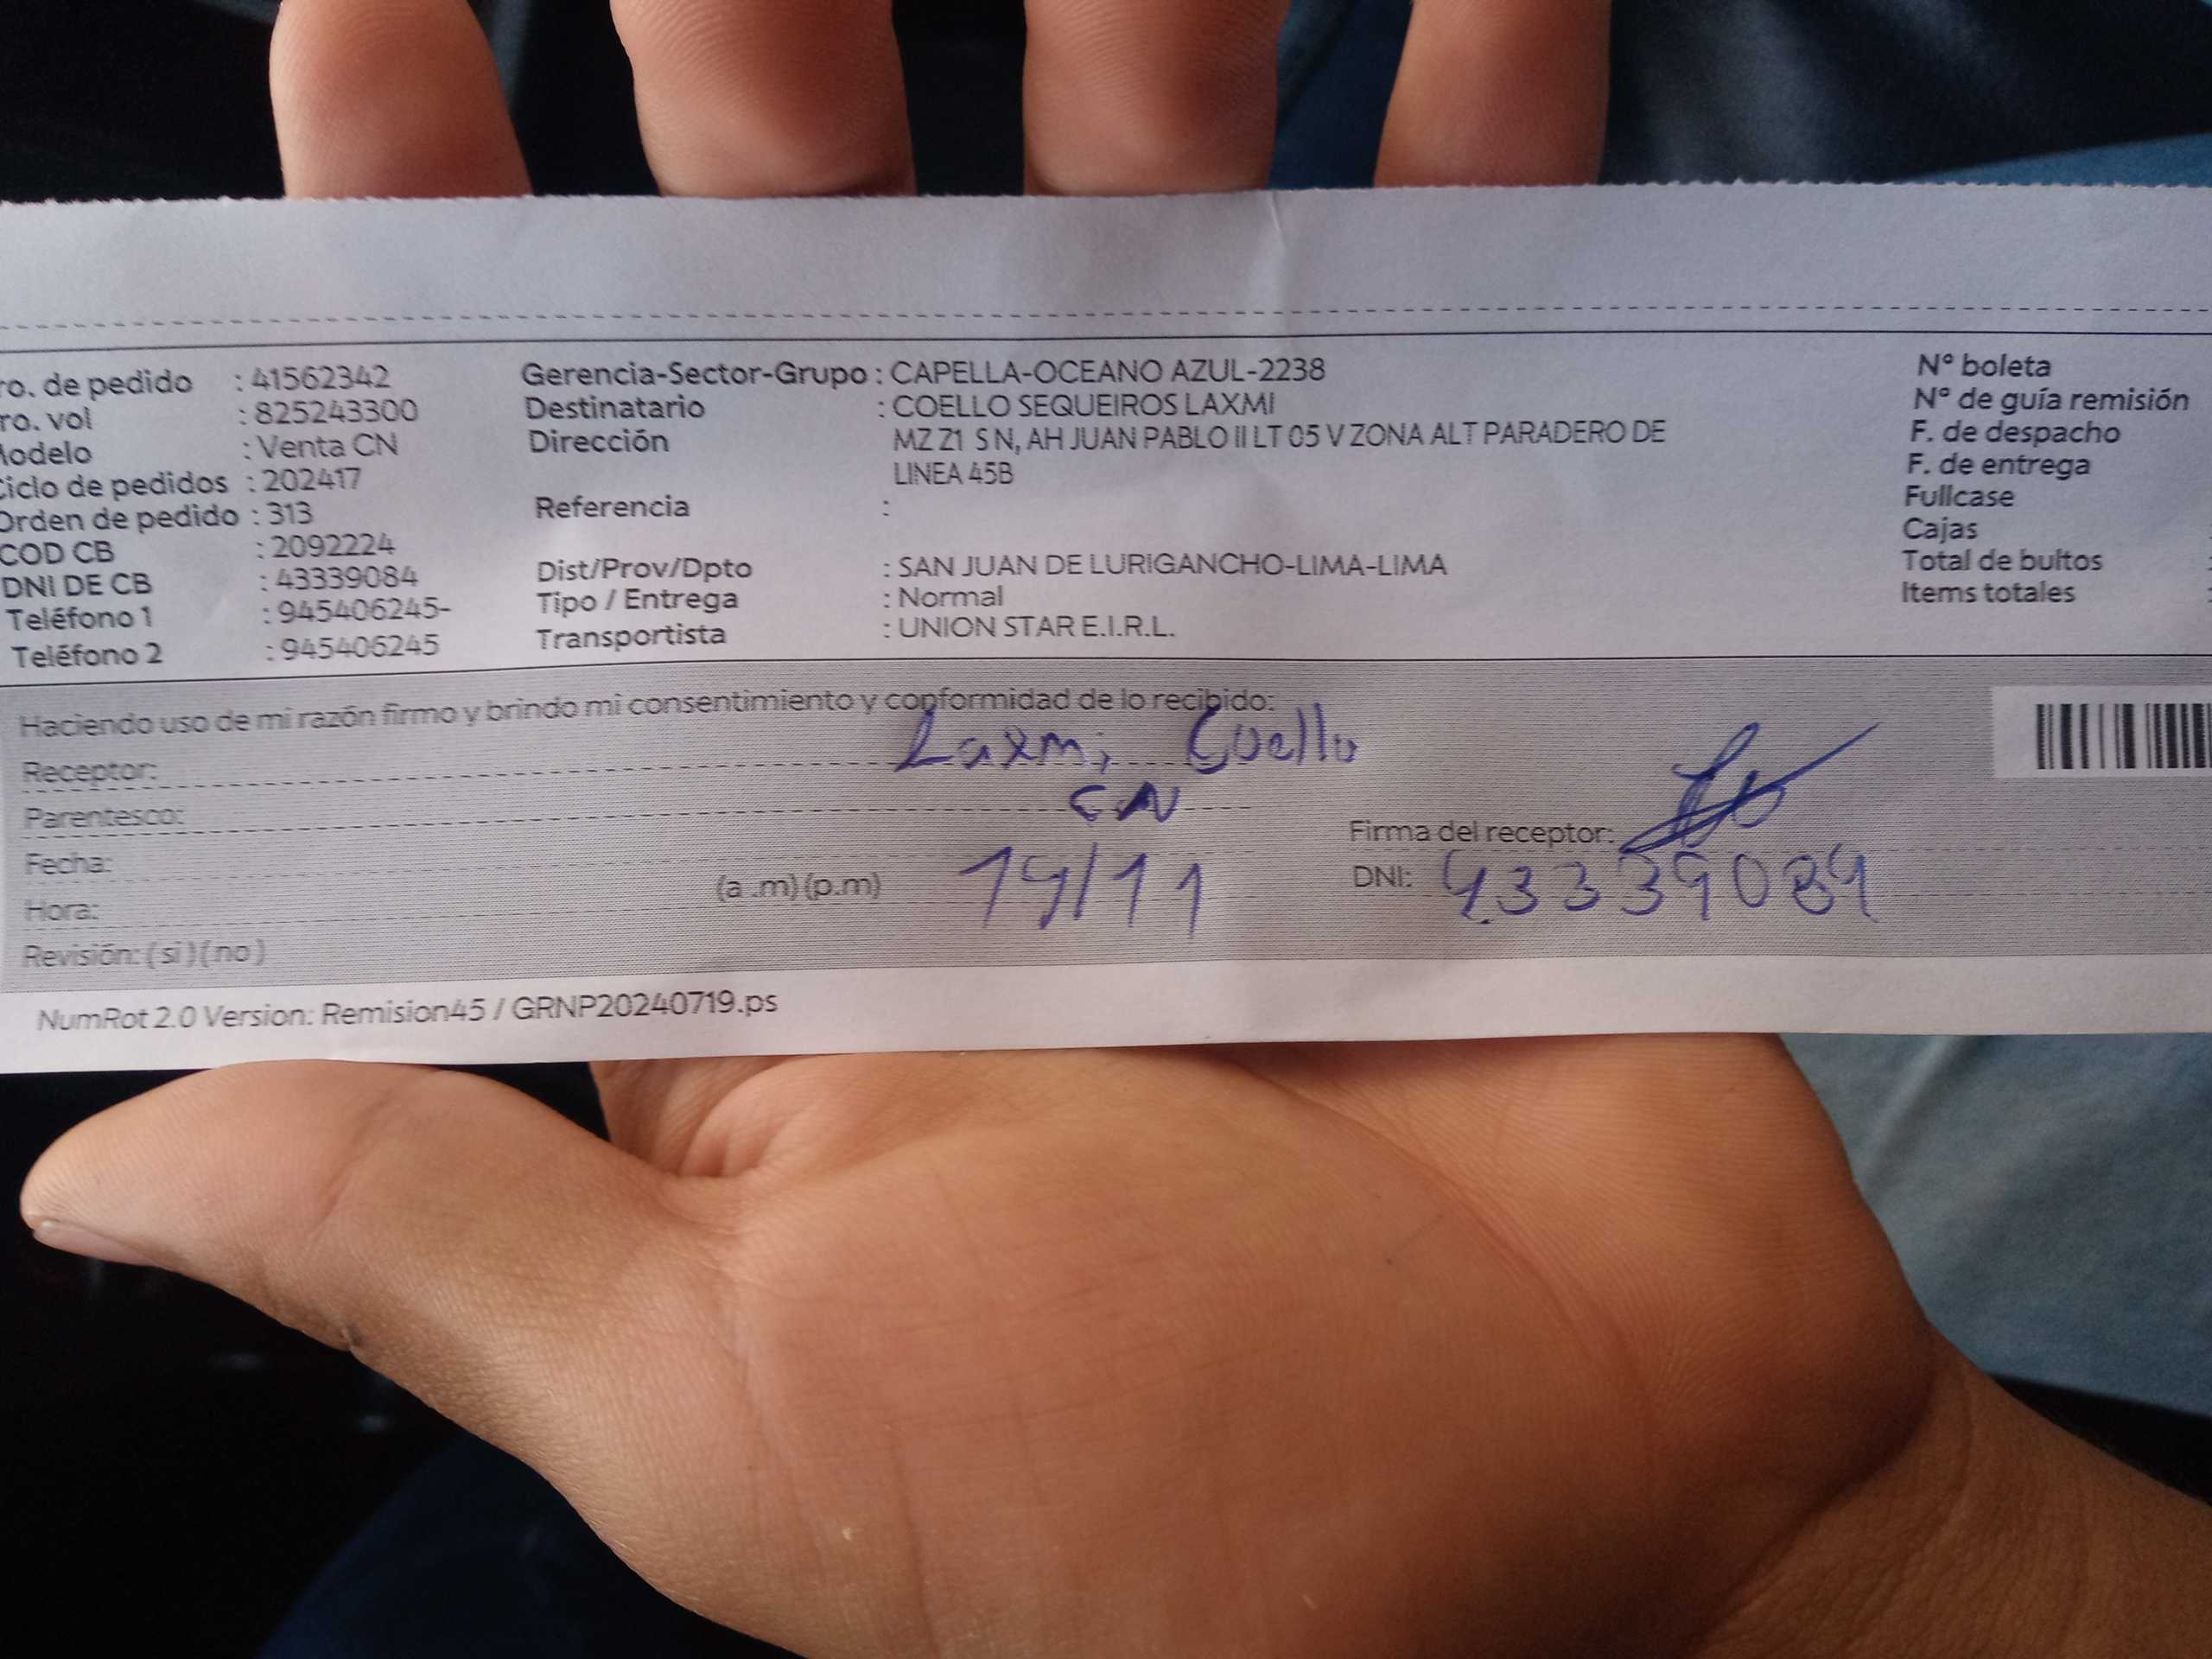 ro. de pedido : 41562342
ro. vol : 825243300
odelo : Venta CN
Ciclo de pedidos : 202417
Orden de pedido : 313
COD CB : 2092224
DNI DE CB : 43339084
Teléfono 1 : 945406245-
Teléfono 2 : 945406245
Gerencia-Sector-Grupo : CAPELLA-OCEANO AZUL-2238
Destinatario : COELLO SEQUEIROS LAXMI
Dirección MZ Z1 S N, AH JUAN PABLO II LT 05 V ZONA ALT PARADERO DE
LINEA 45B
Referencia :
Dist/Prov/Dpto : SAN JUAN DE LURIGANCHO-LIMA-LIMA
Tipo / Entrega : Normal
Transportista : UNION STAR E.I.R.L.
N° boleta
N° de guía remisión
F. de despacho
F. de entrega
Fullcase
Cajas :
Total de bultos :
Items totales :
Haciendo uso de mi razón firmo y brindo mi consentimiento y conformidad de lo recibido:
Receptor: Laxmi Coello
Parentesco: CN
Fecha: 19/11
Hora: (a .m) (p.m)
Revisión: ( si ) ( no )
Firma del receptor:
DNI: 43339084
NumRot 2.0 Version: Remision45 / GRNP20240719.ps